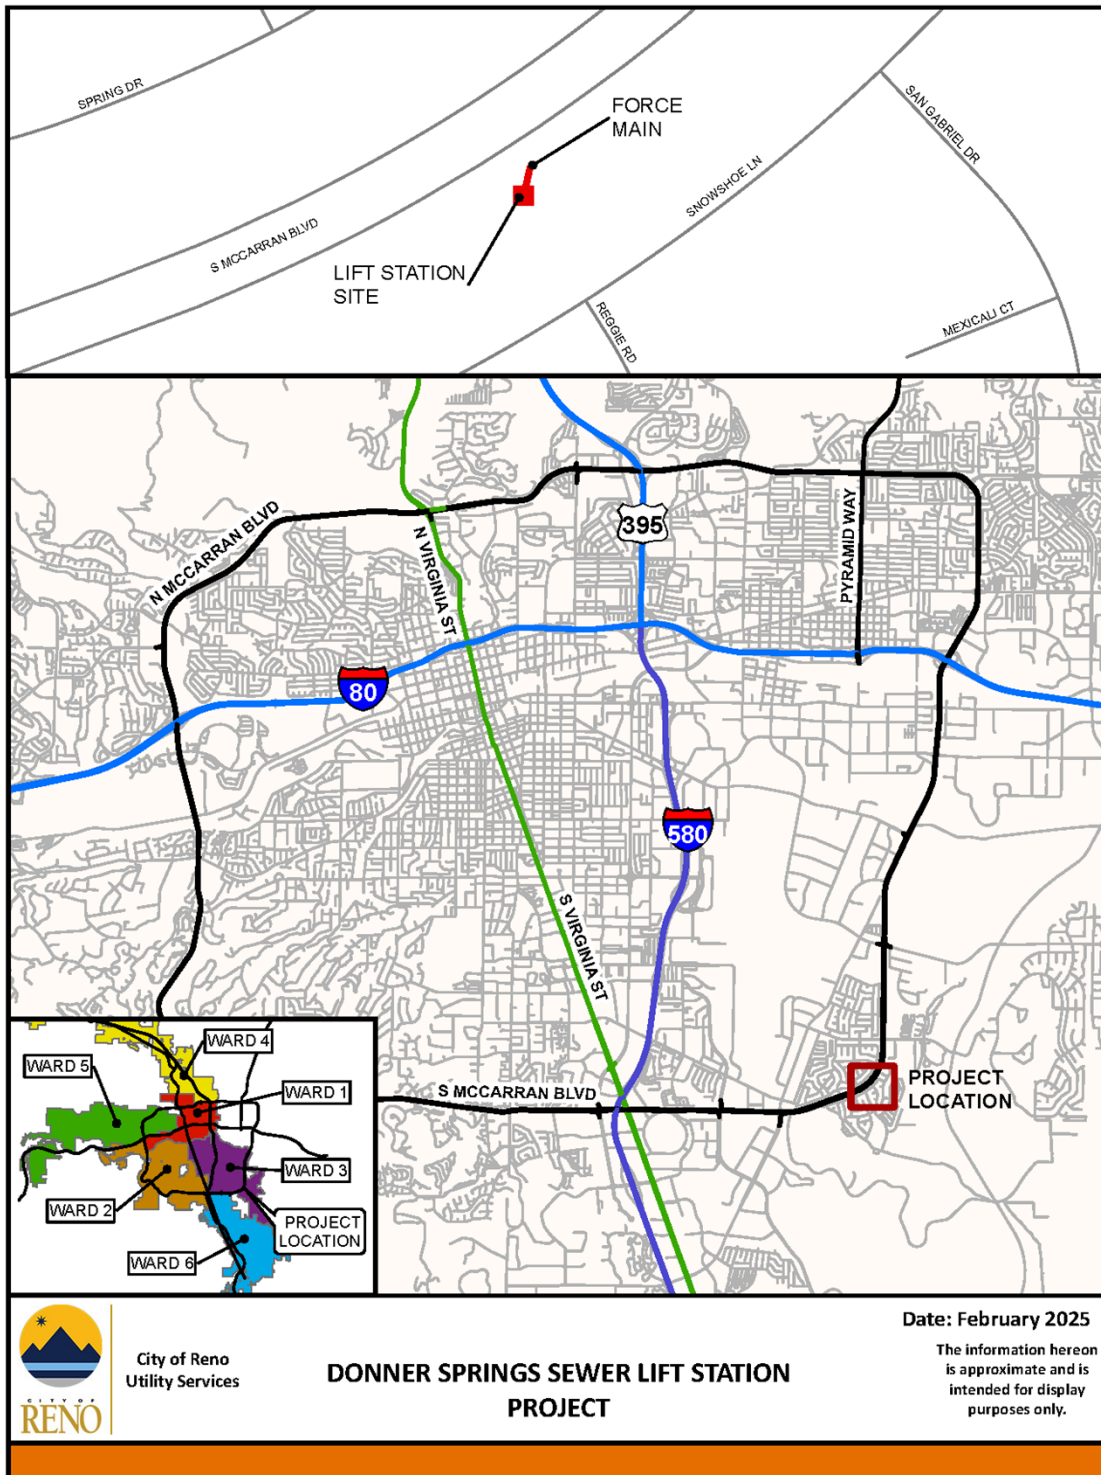 SPRING DR
FORCE
MAIN
SAN GABRIEL DR
SNOWSHOE LN
S MCCARRAN BLVD
LIFT STATION
SITE
REGGIE RD
MEXICALI CT
N MCCARRAN BLVD
N VIRGINIA ST
395
PYRAMID WAY
80
580
S VIRGINIA ST
S MCCARRAN BLVD
PROJECT
LOCATION
WARD 4
WARD 5
WARD 1
WARD 3
WARD 2
PROJECT
LOCATION
WARD 6
CITY OF
RENO
City of Reno
Utility Services
DONNER SPRINGS SEWER LIFT STATION
PROJECT
Date: February 2025
The information hereon
is approximate and is
intended for display
purposes only.